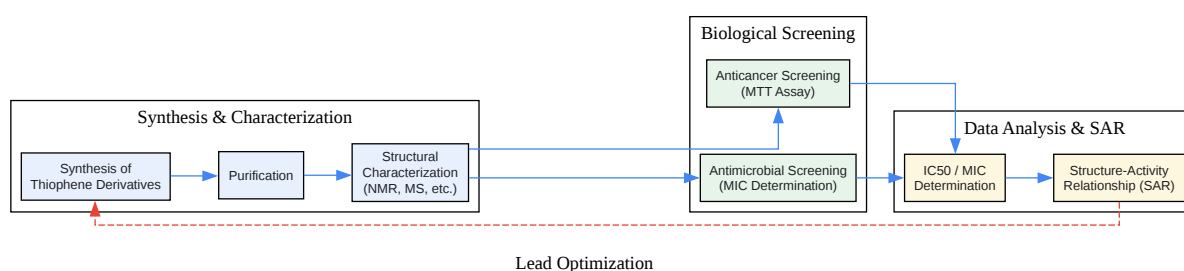 Biological Screening
Anticancer Screening
(MTT Assay)
Synthesis & Characterization
Data Analysis & SAR
Synthesis of
Thiophene Derivatives
Purification
Structural
Characterization
(NMR, MS, etc.)
Antimicrobial Screening
(MIC Determination)
IC50 / MIC
Determination
Structure-Activity
Relationship (SAR)
Lead Optimization